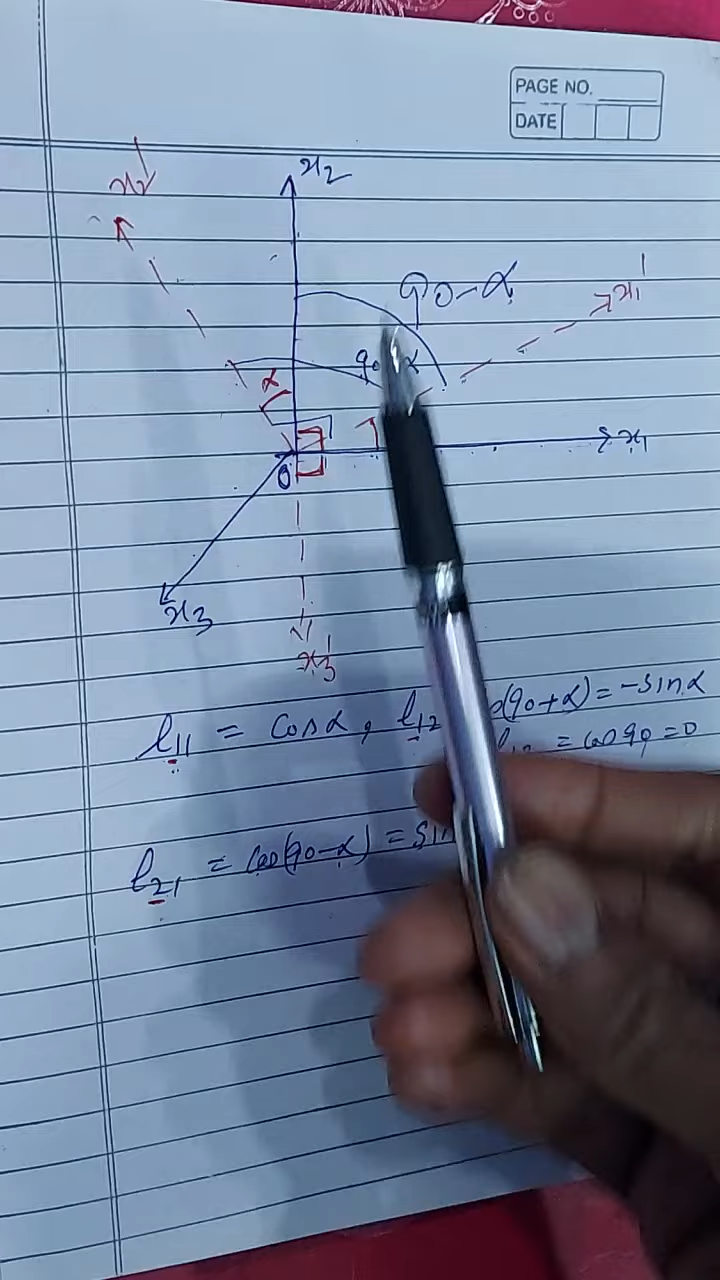 PAGE NO.
DATE
x2'
x2
90-α
x1'
α
x1
0
x3
x3'
l11 = cosα, l12 (90+α) = -sinα
= cos 90 = 0
l21 = cos(90-α) = sin